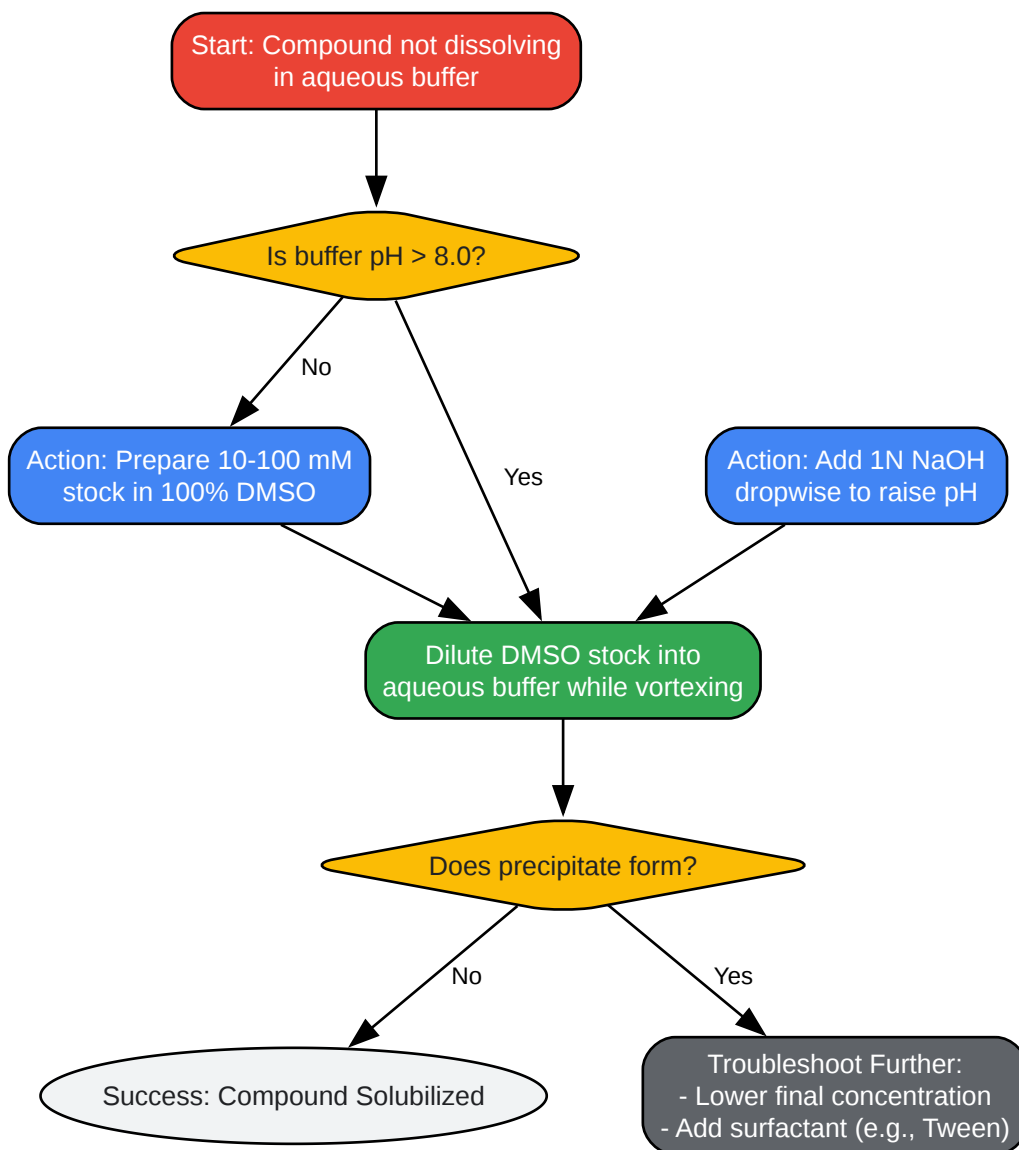 Start: Compound not dissolving
in aqueous buffer
Is buffer pH > 8.0?
No
Action: Prepare 10-100 mM
stock in 100% DMSO
Yes
Action: Add 1N NaOH
dropwise to raise pH
Dilute DMSO stock into
aqueous buffer while vortexing
Does precipitate form?
No
Yes
Success: Compound Solubilized
Troubleshoot Further:
- Lower final concentration
- Add surfactant (e.g., Tween)